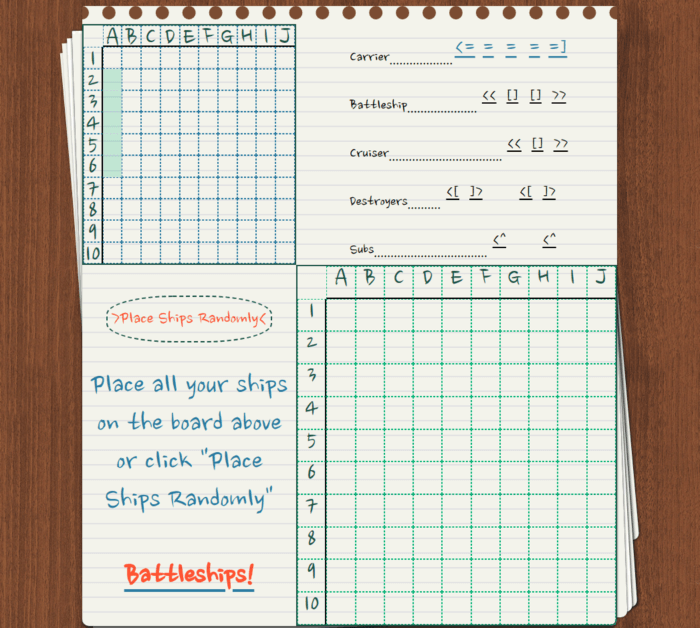 A B C D E F G H I J
1
2
3
4
5
6
7
8
9
10
Carrier <= = = = =]
Battleship << [] [] >>
Cruiser << [] >>
Destroyers <[ ]> <[ ]>
Subs <^ <^
>Place Ships Randomly<
Place all your ships
on the board above
or click "Place
Ships Randomly"
Battleships!
A B C D E F G H I J
1
2
3
4
5
6
7
8
9
10